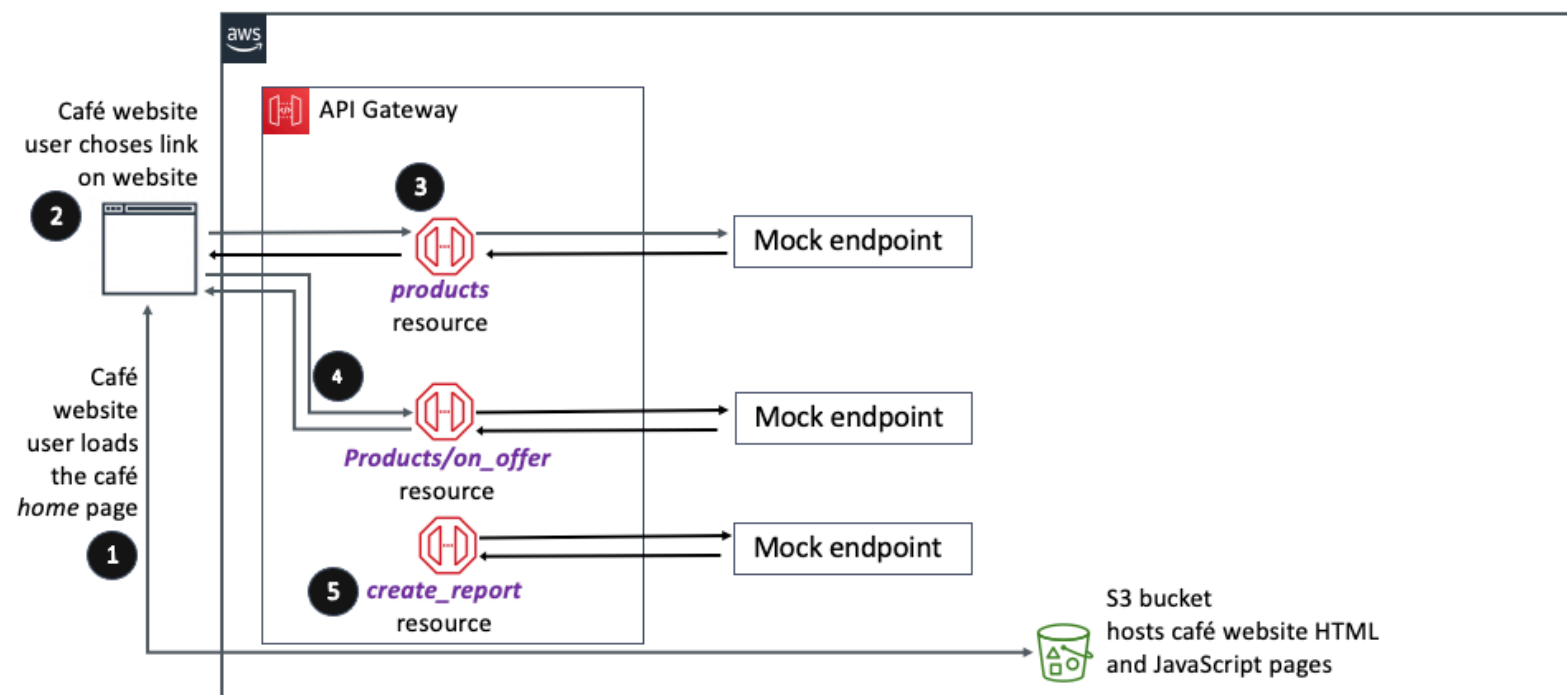 aws
API Gateway
Café website
user choses link
on website
2
3
products
resource
Mock endpoint
4
Products/on_offer
resource
Mock endpoint
Café
website
user loads
the café
home page
1
5
create_report
resource
Mock endpoint
S3 bucket
hosts café website HTML
and JavaScript pages